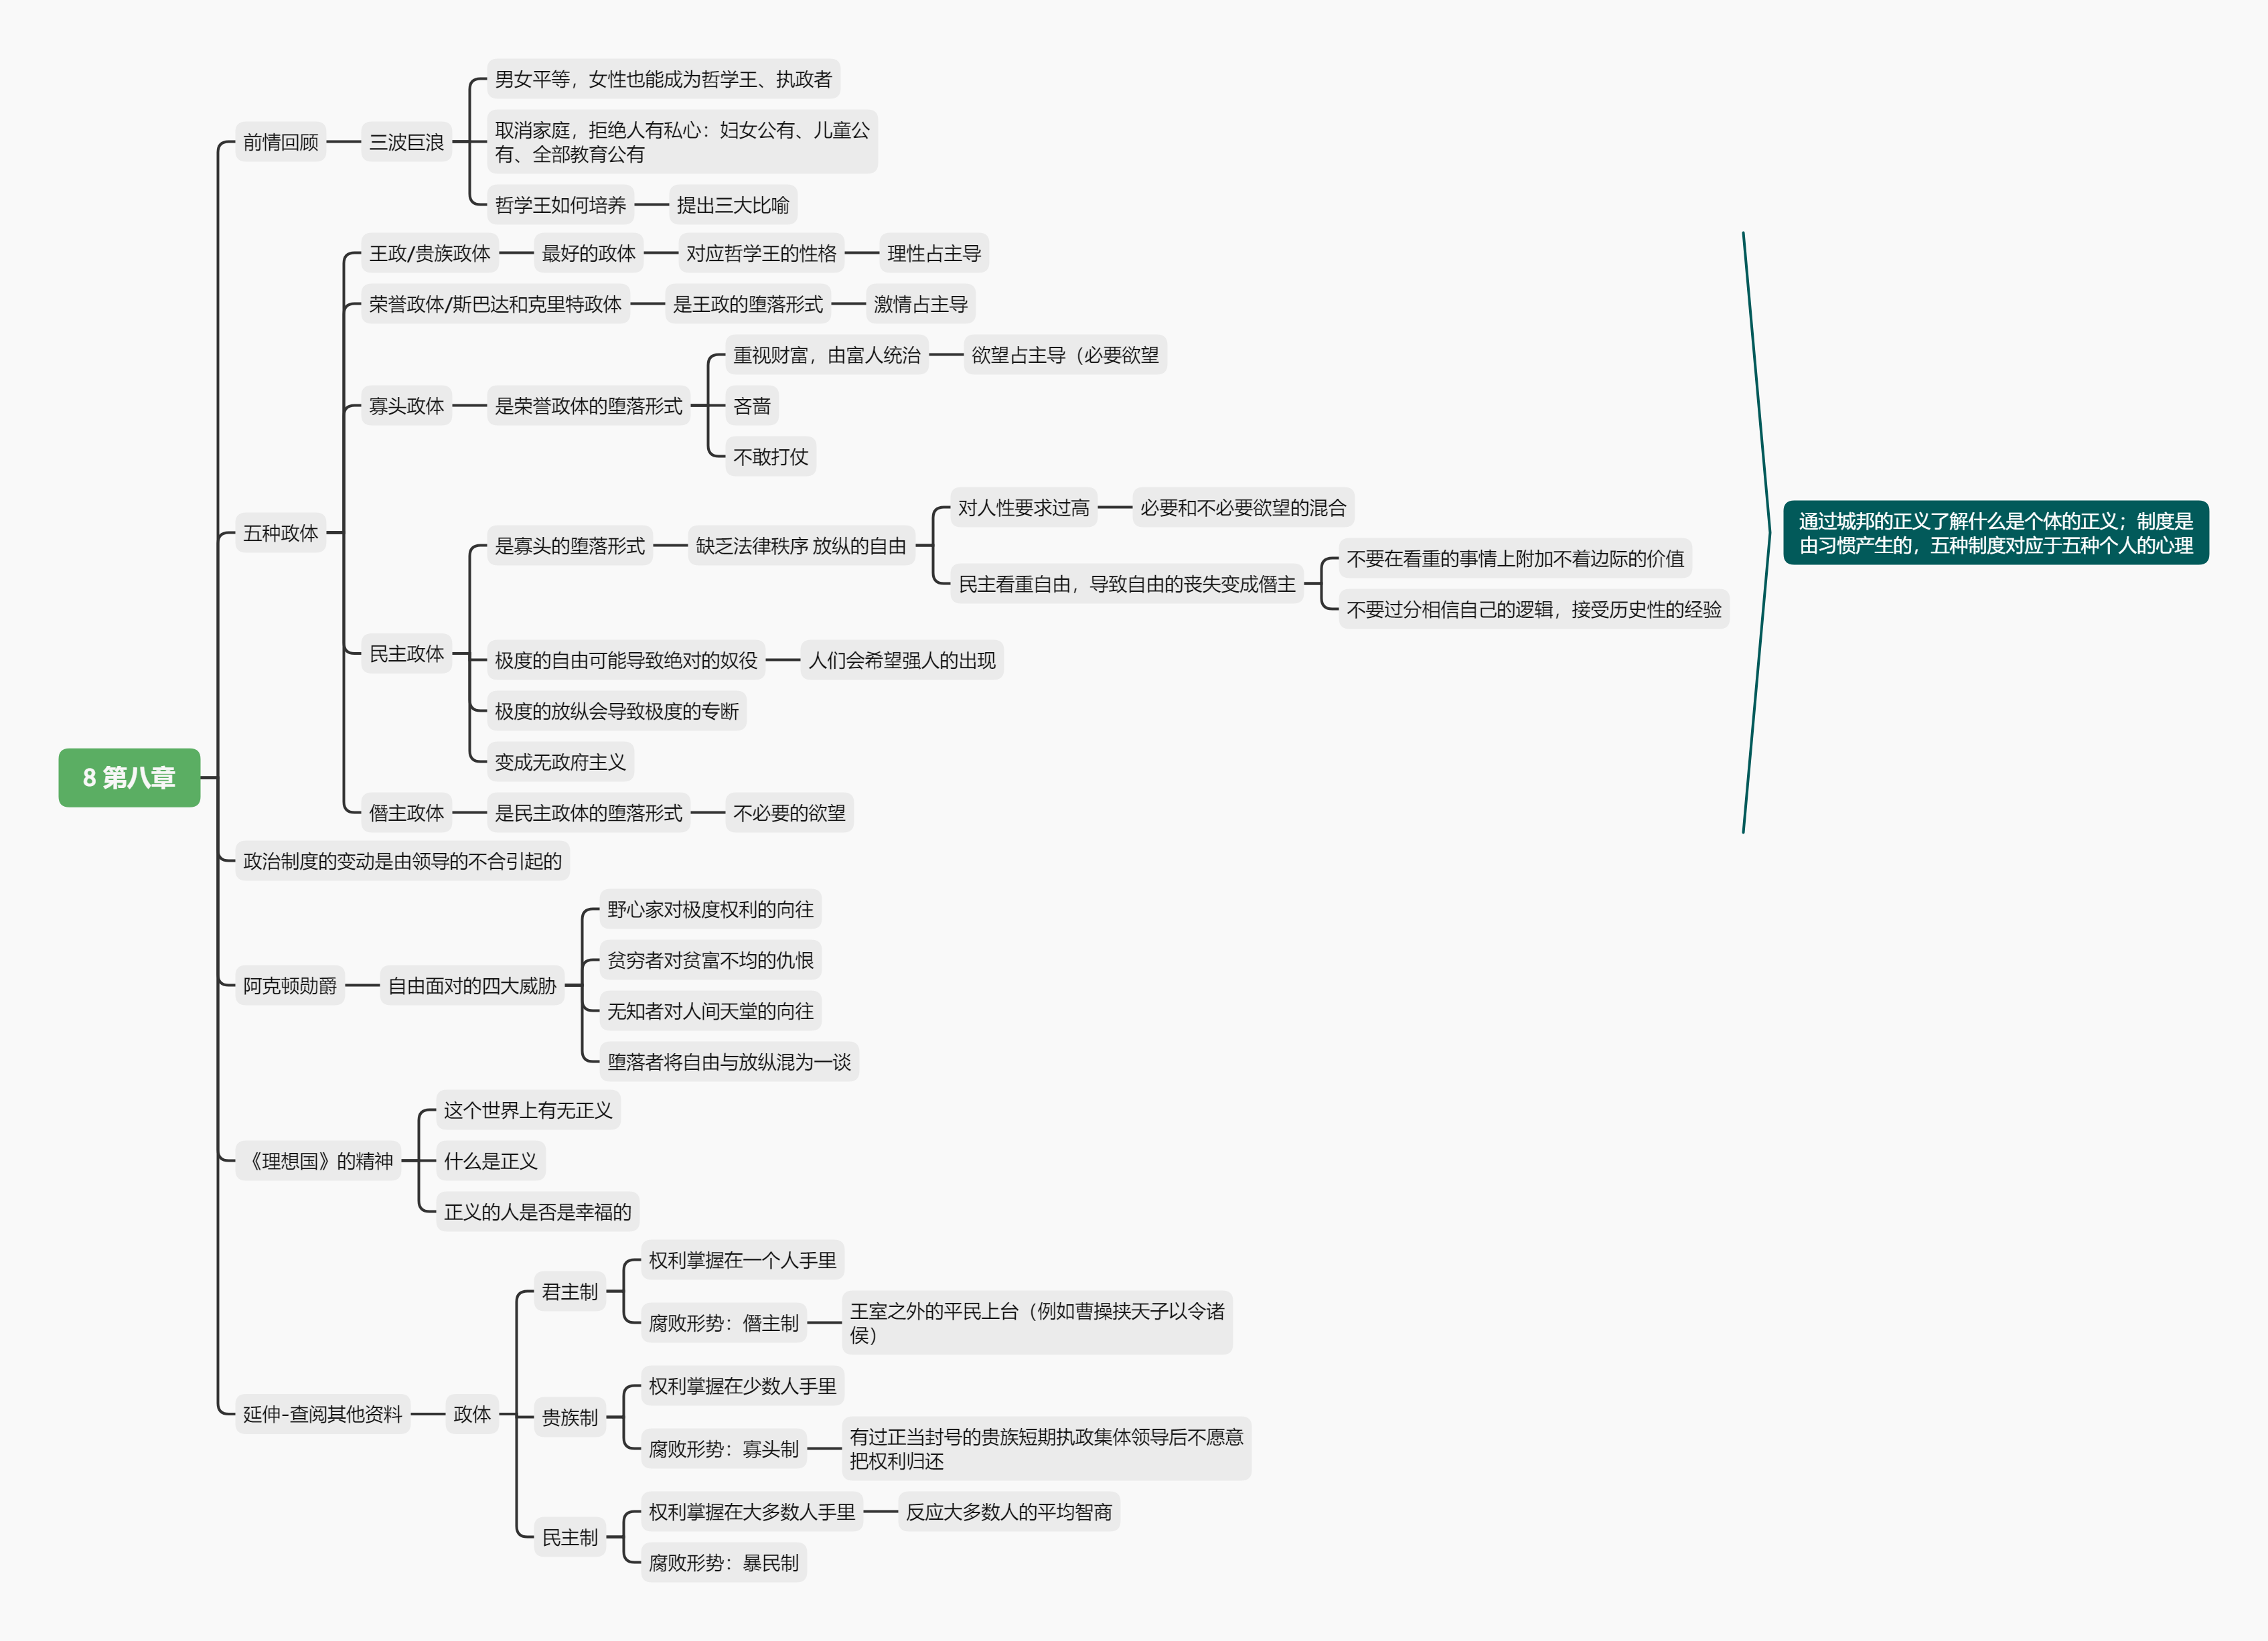 8 第八章
前情回顾
三波巨浪
男女平等，女性也能成为哲学王、执政者
取消家庭，拒绝人有私心：妇女公有、儿童公
有、全部教育公有
哲学王如何培养
提出三大比喻
五种政体
王政/贵族政体
最好的政体
对应哲学王的性格
理性占主导
荣誉政体/斯巴达和克里特政体
是王政的堕落形式
激情占主导
寡头政体
是荣誉政体的堕落形式
重视财富，由富人统治
欲望占主导（必要欲望
吝啬
不敢打仗
民主政体
是寡头的堕落形式
缺乏法律秩序 放纵的自由
对人性要求过高
必要和不必要欲望的混合
民主看重自由，导致自由的丧失变成僭主
不要在看重的事情上附加不着边际的价值
不要过分相信自己的逻辑，接受历史性的经验
极度的自由可能导致绝对的奴役
人们会希望强人的出现
极度的放纵会导致极度的专断
变成无政府主义
僭主政体
是民主政体的堕落形式
不必要的欲望
通过城邦的正义了解什么是个体的正义；制度是
由习惯产生的，五种制度对应于五种个人的心理
政治制度的变动是由领导的不合引起的
阿克顿勋爵
自由面对的四大威胁
野心家对极度权利的向往
贫穷者对贫富不均的仇恨
无知者对人间天堂的向往
堕落者将自由与放纵混为一谈
《理想国》的精神
这个世界上有无正义
什么是正义
正义的人是否是幸福的
延伸-查阅其他资料
政体
君主制
权利掌握在一个人手里
腐败形势：僭主制
王室之外的平民上台（例如曹操挟天子以令诸
侯）
贵族制
权利掌握在少数人手里
腐败形势：寡头制
有过正当封号的贵族短期执政集体领导后不愿意
把权利归还
民主制
权利掌握在大多数人手里
反应大多数人的平均智商
腐败形势：暴民制